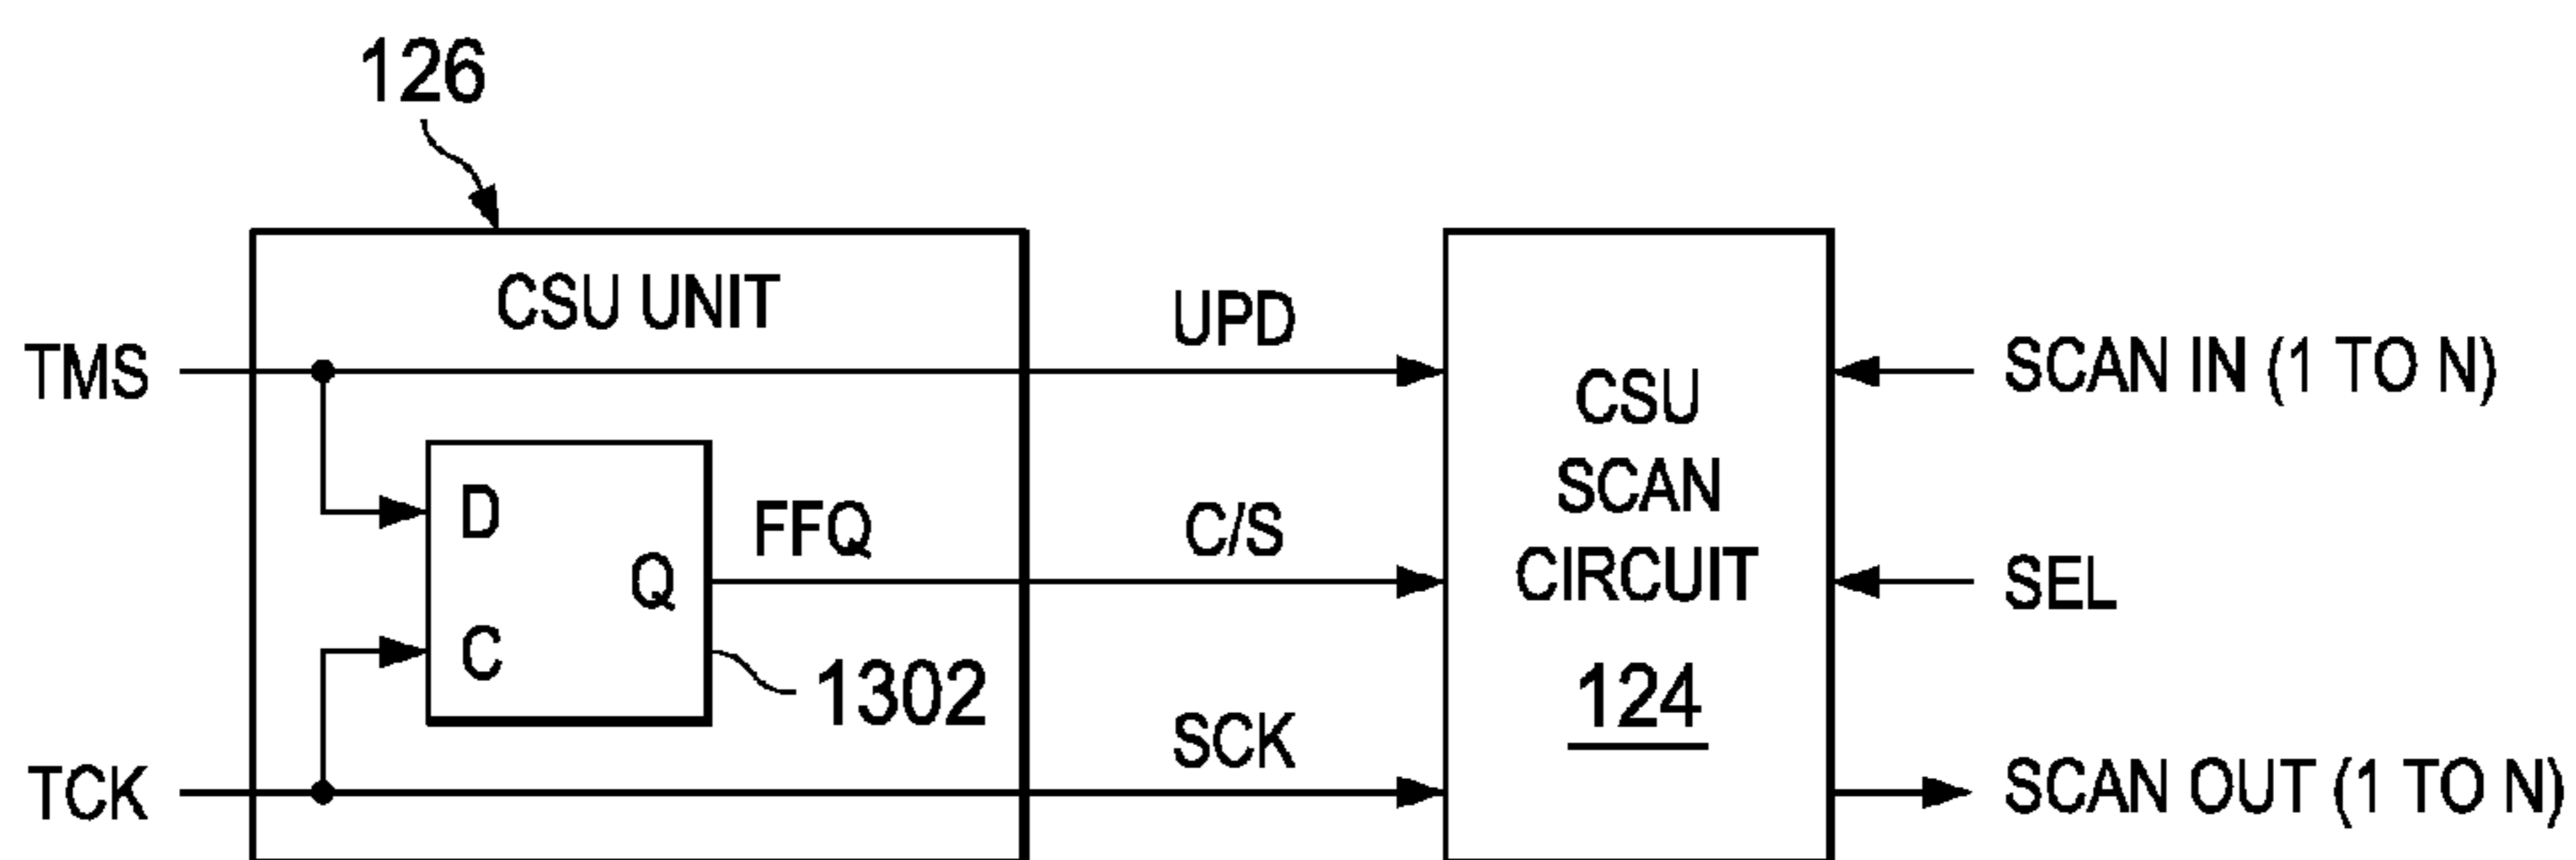 126
CSU UNIT
TMS
UPD
CSU
SCAN
CIRCUIT
124
SCAN IN (1 TO N)
D
C
Q
FFQ
C/S
SEL
1302
TCK
SCK
SCAN OUT (1 TO N)